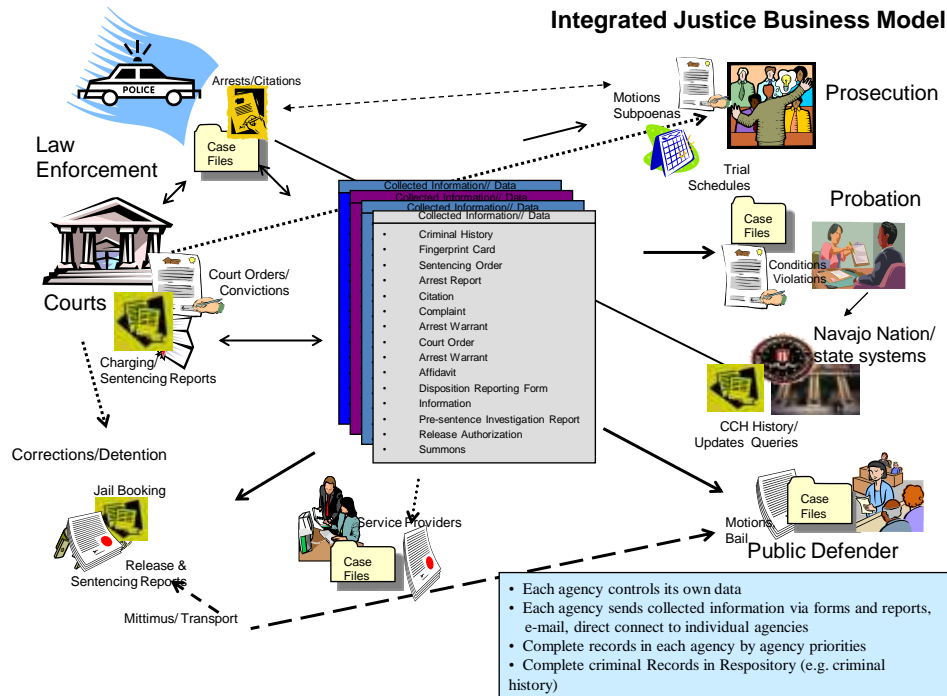 Integrated Justice Business Model
POLICE
Arrests/Citations
Case
Files
Law
Enforcement
Motions
Subpoenas
Prosecution
Trial
Schedules
Case
Files
Probation
Conditions
Violations
Collected Information// Data
Collected Information// Data
Collected Information// Data
Collected Information// Data
• Criminal History
• Fingerprint Card
• Sentencing Order
• Arrest Report
• Citation
• Complaint
• Arrest Warrant
• Court Order
• Arrest Warrant
• Affidavit
• Disposition Reporting Form
• Information
• Pre-sentence Investigation Report
• Release Authorization
• Summons
Courts
Court Orders/
Convictions
Charging/
Sentencing Reports
Navajo Nation/
state systems
CCH History/
Updates Queries
Corrections/Detention
Jail Booking
Release &
Sentencing Reports
Mittimus/ Transport
Service Providers
Case
Files
Case
Files
Motions
Bail
Public Defender
• Each agency controls its own data
• Each agency sends collected information via forms and reports,
e-mail, direct connect to individual agencies
• Complete records in each agency by agency priorities
• Complete criminal Records in Respository (e.g. criminal
history)